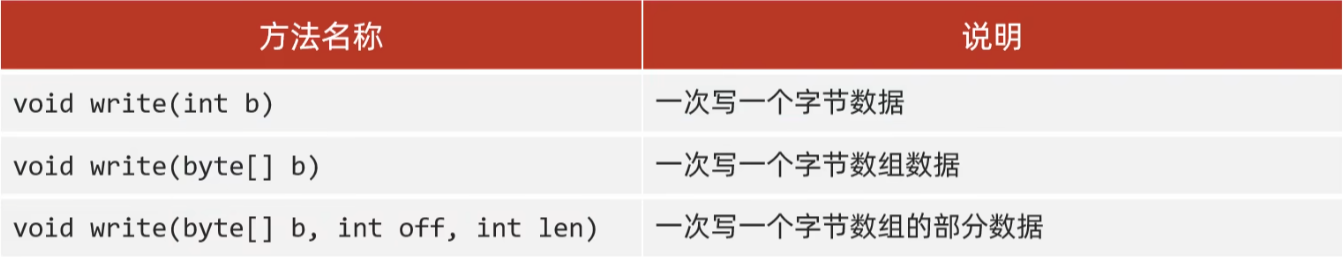 方法名称 说明
void write(int b) 一次写一个字节数据
void write(byte[] b) 一次写一个字节数组数据
void write(byte[] b, int off, int len) 一次写一个字节数组的部分数据